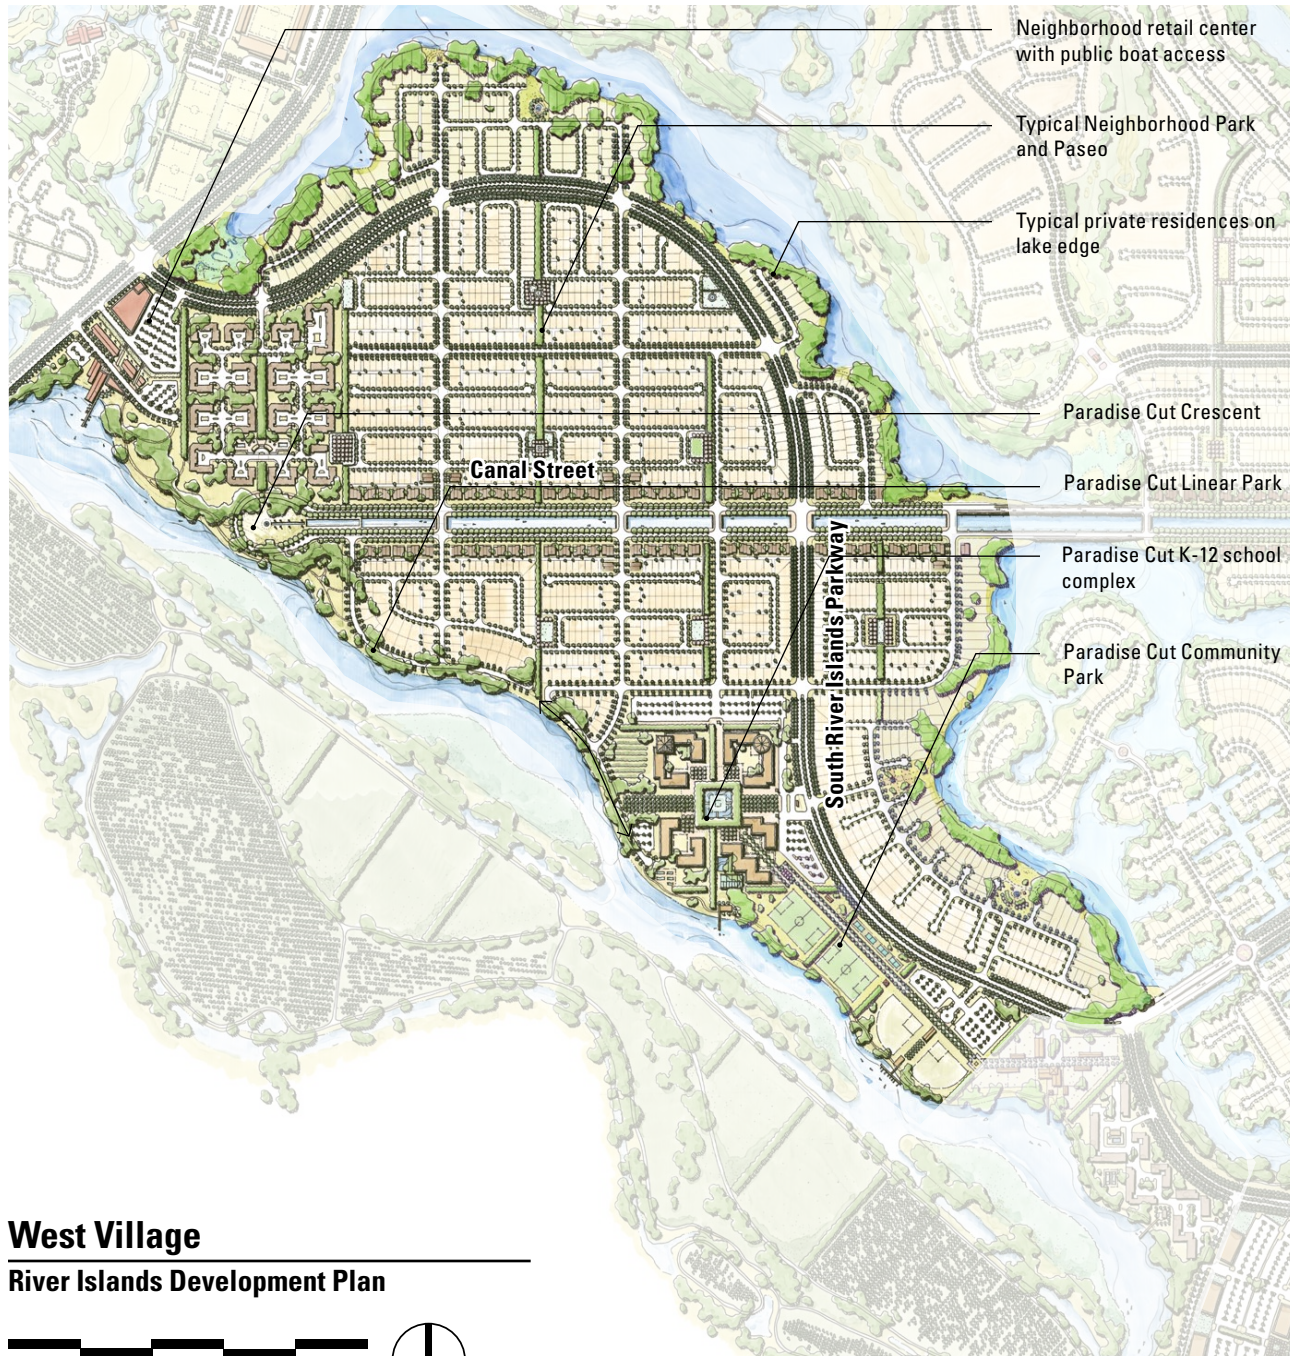 Neighborhood retail center
with public boat access
Typical Neighborhood Park
and Paseo
Typical private residences on
lake edge
Paradise Cut Crescent
Canal Street
Paradise Cut Linear Park
Paradise Cut K-12 school
complex
South River Islands Parkway
Paradise Cut Community
Park
West Village
River Islands Development Plan